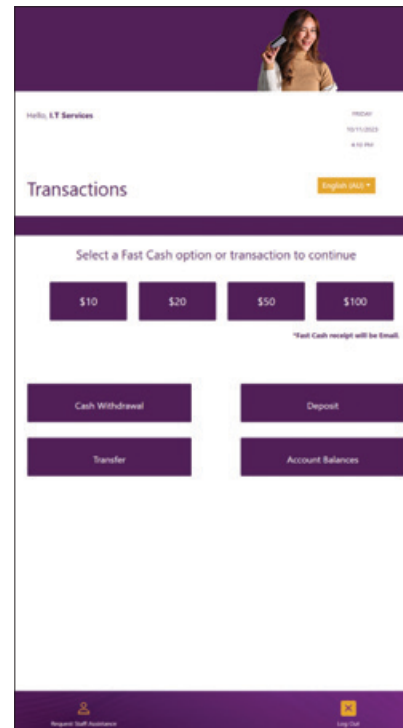 Hello, I.T Services
FRIDAY
10/11/2023
4:10 PM
Transactions
English (AU)
Select a Fast Cash option or transaction to continue
$10 $20 $50 $100
*Fast Cash receipt will be Email.
Cash Withdrawal Deposit
Transfer Account Balances
Request Staff Assistance Log Out